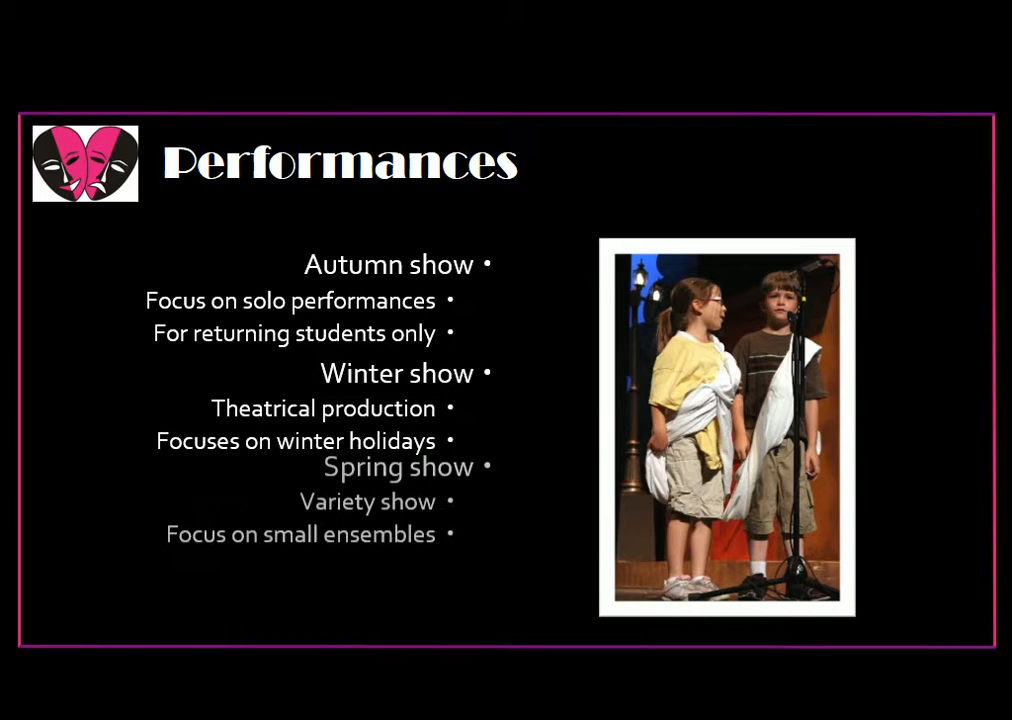 Performances
Autumn show •
Focus on solo performances •
For returning students only •
Winter show •
Theatrical production •
Focuses on winter holidays •
Spring show •
Variety show •
Focus on small ensembles •